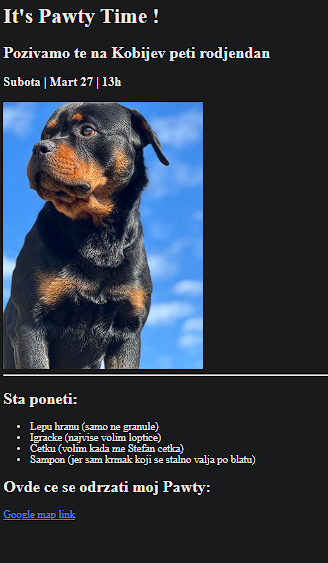 It's Pawty Time !
Pozivamo te na Kobijev peti rodjendan
Subota | Mart 27 | 13h
Sta poneti:
Lepu hranu (samo ne granule)
Igracke (najvise volim loptice)
Cetku (volim kada me Stefan cetka)
Sampon (jer sam krmak koji se stalno valja po blatu)
Ovde ce se odrzati moj Pawty:
Google map link